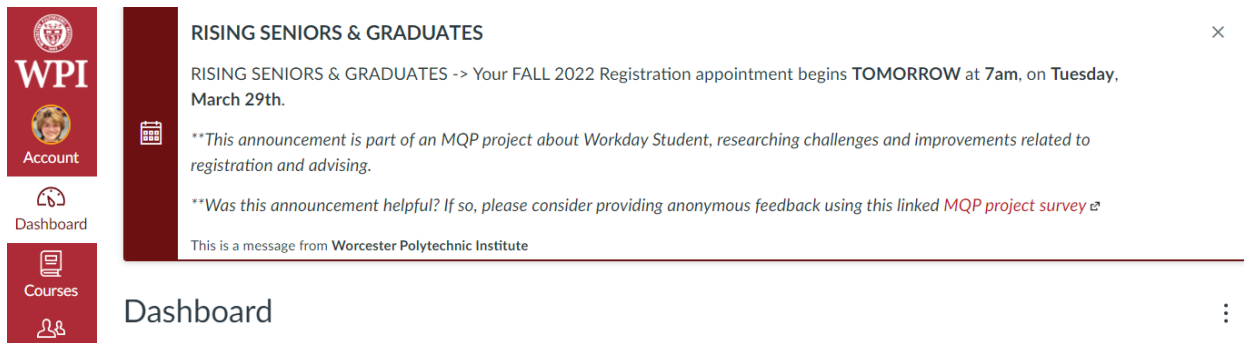 WPI
Account
Dashboard
Courses
RISING SENIORS & GRADUATES
RISING SENIORS & GRADUATES -> Your FALL 2022 Registration appointment begins TOMORROW at 7am, on Tuesday,
March 29th.
**This announcement is part of an MQP project about Workday Student, researching challenges and improvements related to
registration and advising.
**Was this announcement helpful? If so, please consider providing anonymous feedback using this linked MQP project survey
This is a message from Worcester Polytechnic Institute
Dashboard